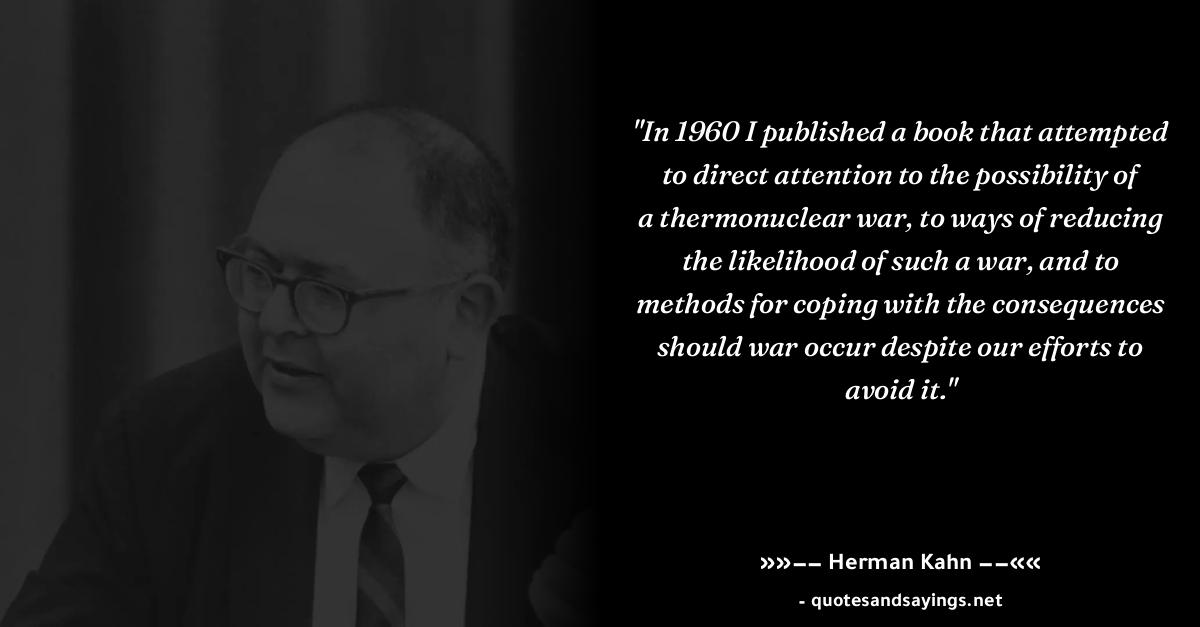 "In 1960 I published a book that attempted
to direct attention to the possibility of
a thermonuclear war, to ways of reducing
the likelihood of such a war, and to
methods for coping with the consequences
should war occur despite our efforts to
avoid it."
»»−− Herman Kahn −−««
- quotesandsayings.net